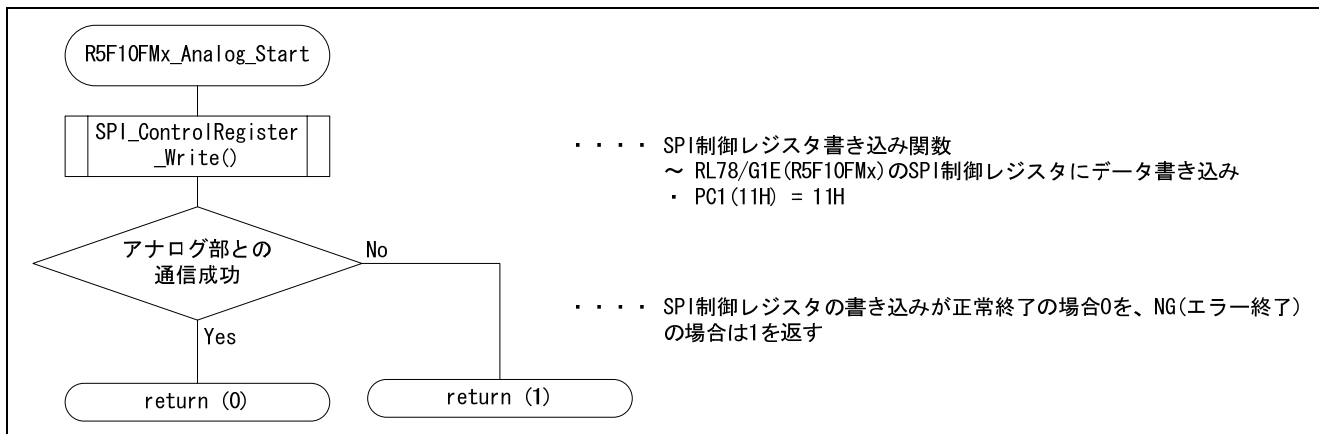 R5F10FMx_Analog_Start
SPI_ControlRegister
_Write()
・・・・ SPI制御レジスタ書き込み関数
～ RL78/G1E(R5F10FMx)のSPI制御レジスタにデータ書き込み
・ PC1(11H) = 11H
アナログ部との
通信成功
No
・・・・ SPI制御レジスタの書き込みが正常終了の場合0を、NG(エラー終了)
の場合は1を返す
Yes
return (0)
return (1)